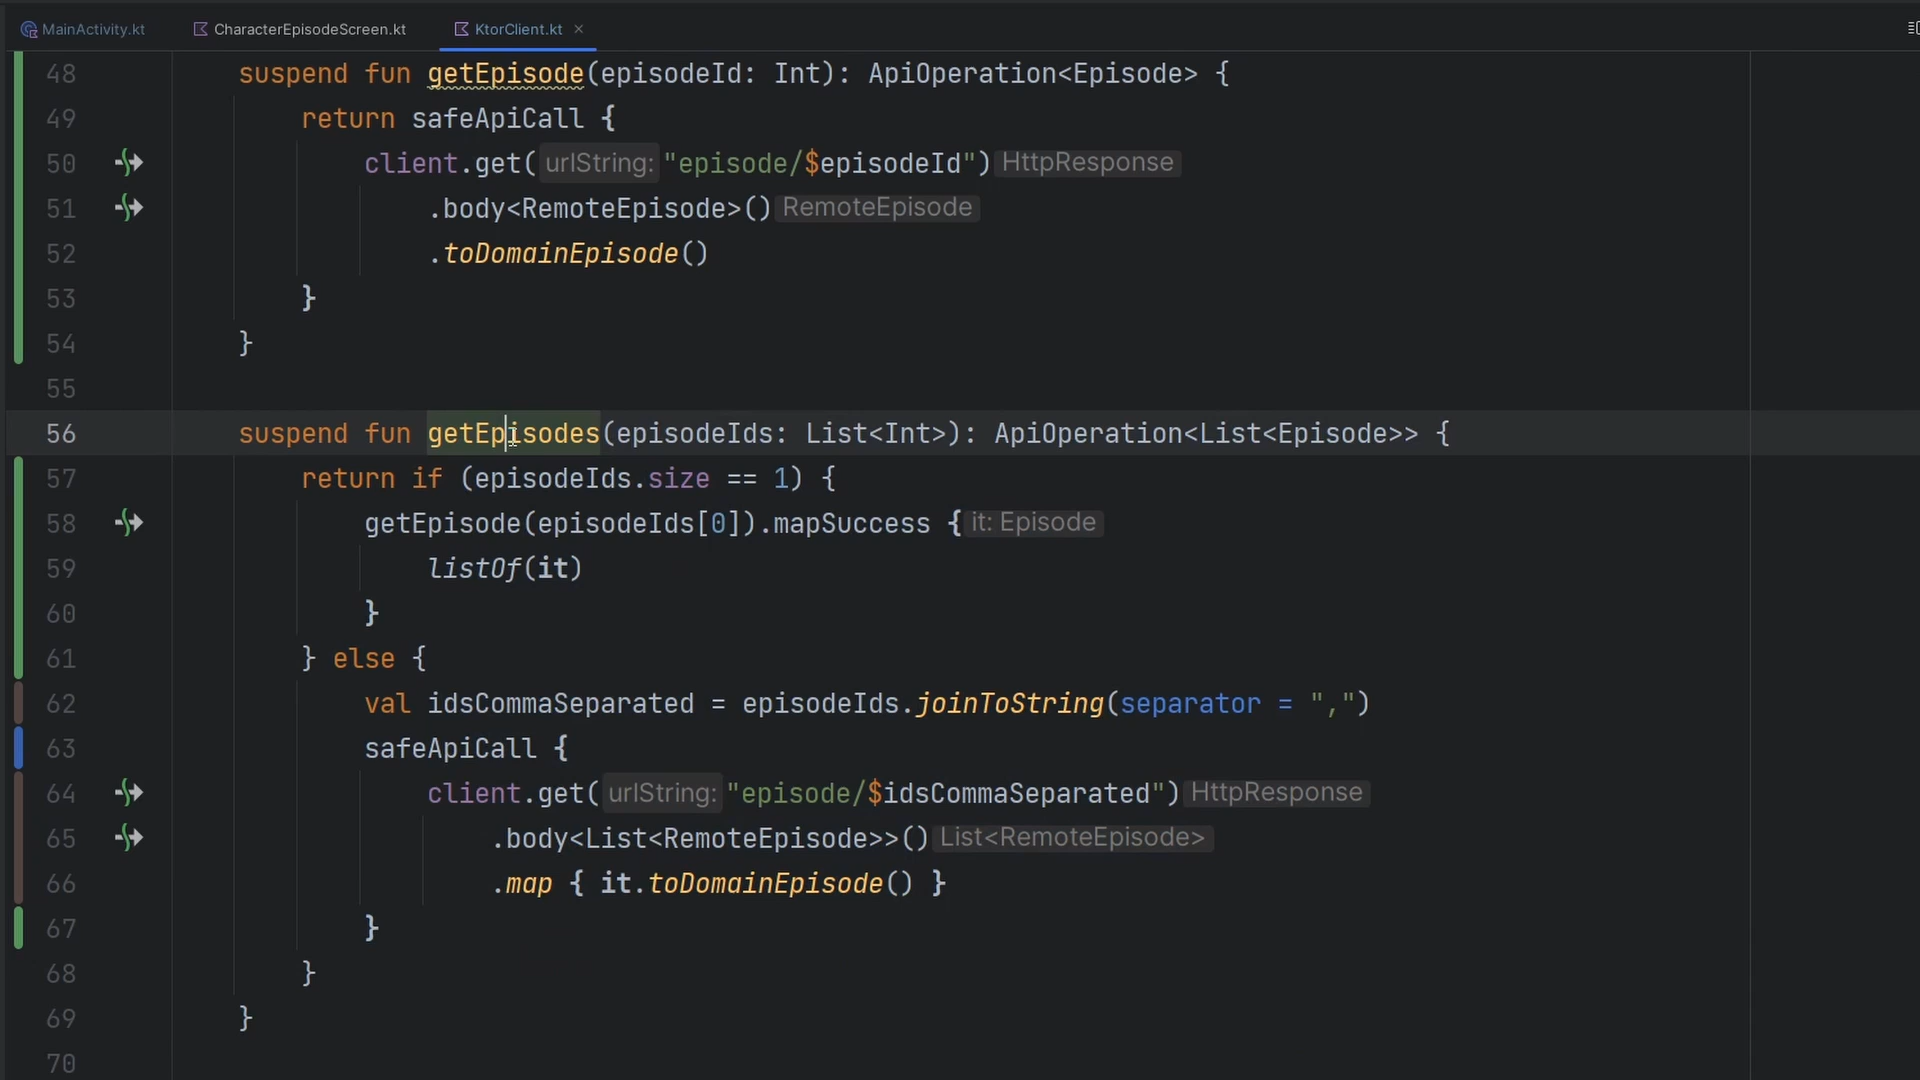 MainActivity.kt CharacterEpisodeScreen.kt KtorClient.kt ×
48 suspend fun getEpisode(episodeId: Int): ApiOperation<Episode> {
49 return safeApiCall {
50 client.get( urlString: "episode/$episodeId") HttpResponse
51 .body<RemoteEpisode>() RemoteEpisode
52 .toDomainEpisode()
53 }
54 }
55
56 suspend fun getEpisodes(episodeIds: List<Int>): ApiOperation<List<Episode>> {
57 return if (episodeIds.size == 1) {
58 getEpisode(episodeIds[0]).mapSuccess { it: Episode
59 listOf(it)
60 }
61 } else {
62 val idsCommaSeparated = episodeIds.joinToString(separator = ",")
63 safeApiCall {
64 client.get( urlString: "episode/$idsCommaSeparated") HttpResponse
65 .body<List<RemoteEpisode>>() List<RemoteEpisode>
66 .map { it.toDomainEpisode() }
67 }
68 }
69 }
70